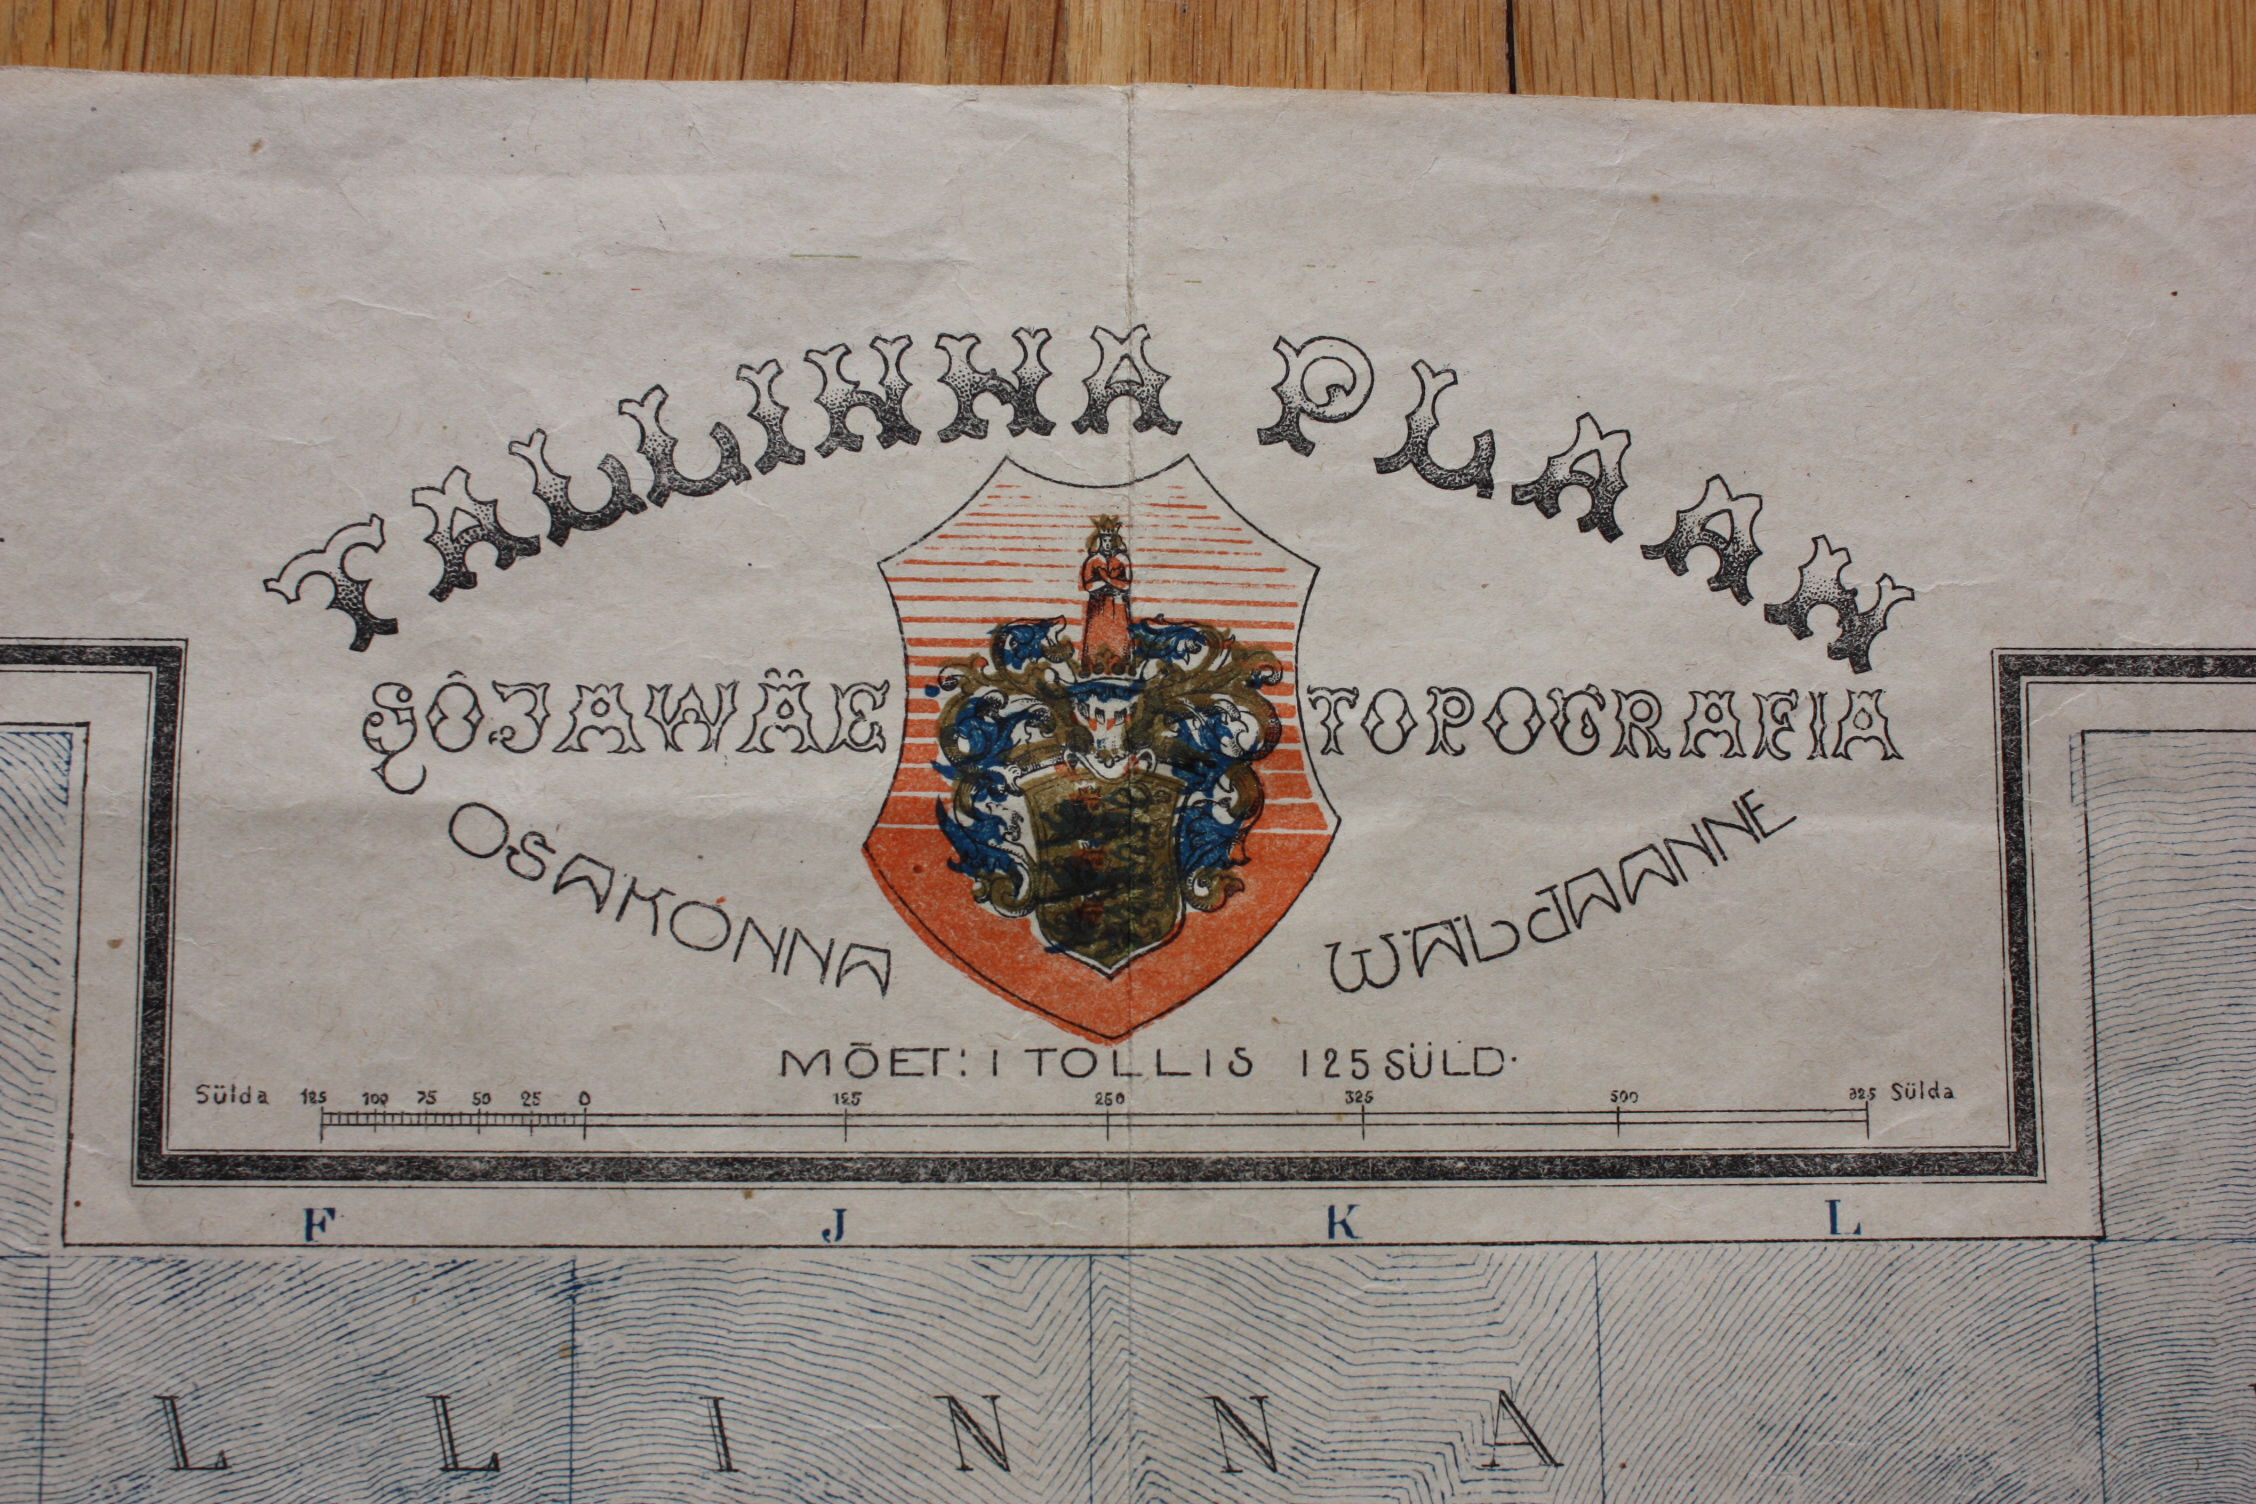 TALLINNA PLAAN
SÔJAWÄE TOPOGRAFIA
OSAKONNA WÄLJAANNE
MÕET: 1 TOLLIS 125 SÜLD.
Sülda 125 100 75 50 25 0 125 250 325 500 825 Sülda
F J K L
L L I N N A